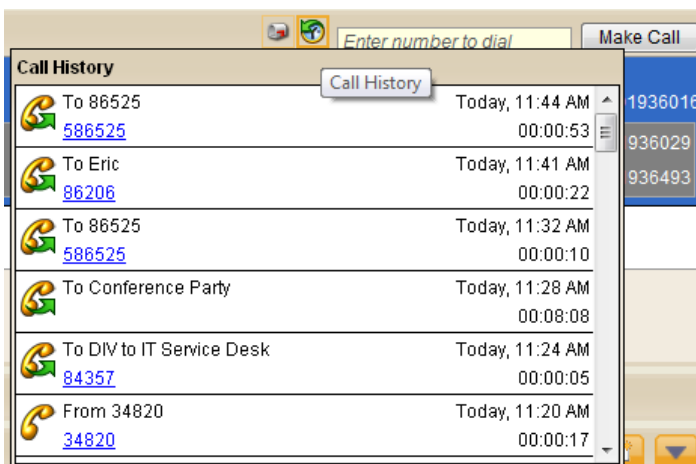 Enter number to dial
Make Call
Call History
Call History
To 86525 Today, 11:44 AM
586525 00:00:53
To Eric Today, 11:41 AM
86206 00:00:22
To 86525 Today, 11:32 AM
586525 00:00:10
To Conference Party Today, 11:28 AM
00:08:08
To DIV to IT Service Desk Today, 11:24 AM
84357 00:00:05
From 34820 Today, 11:20 AM
34820 00:00:17
1936016
936029
936493